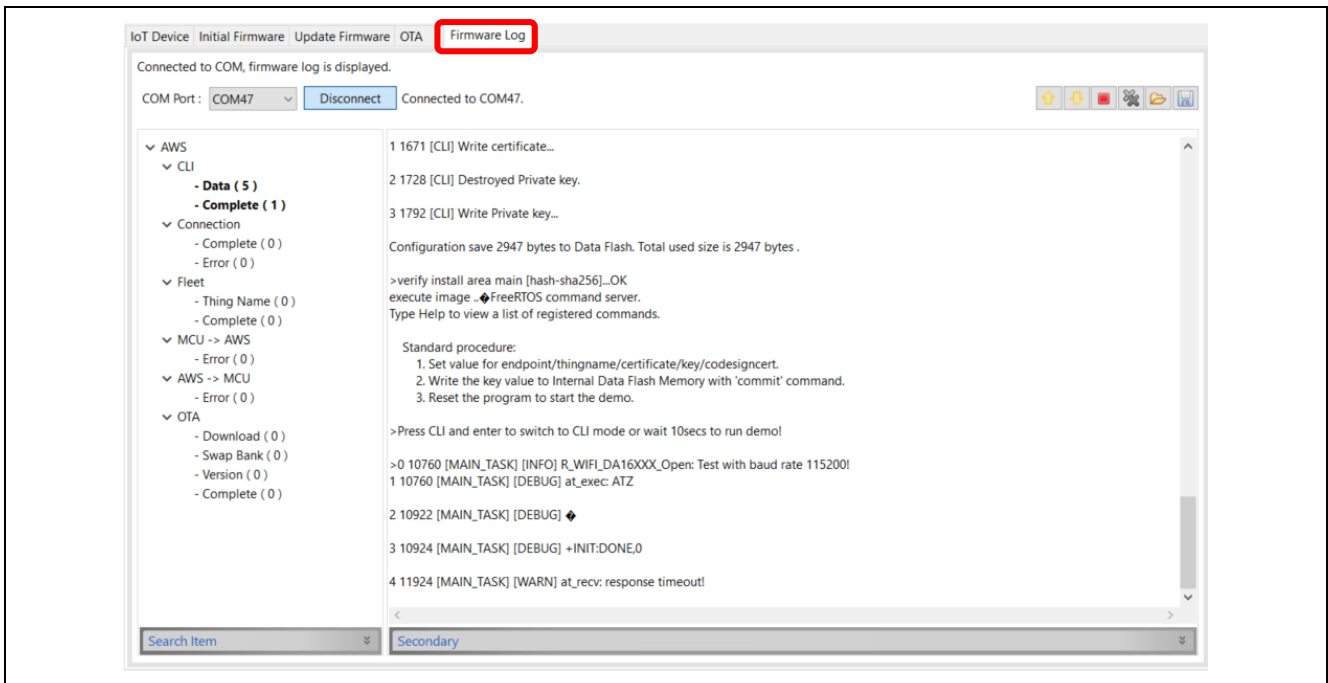 IoT Device Initial Firmware Update Firmware OTA Firmware Log
Connected to COM, firmware log is displayed.
COM Port : COM47 Disconnect Connected to COM47.
AWS
CLI
- Data ( 5 )
- Complete ( 1 )
Connection
- Complete ( 0 )
- Error ( 0 )
Fleet
- Thing Name ( 0 )
- Complete ( 0 )
MCU -> AWS
- Error ( 0 )
AWS -> MCU
- Error ( 0 )
OTA
- Download ( 0 )
- Swap Bank ( 0 )
- Version ( 0 )
- Complete ( 0 )
Search Item
1 1671 [CLI] Write certificate...
2 1728 [CLI] Destroyed Private key.
3 1792 [CLI] Write Private key...
Configuration save 2947 bytes to Data Flash. Total used size is 2947 bytes .
>verify install area main [hash-sha256]...OK
execute image ..�FreeRTOS command server.
Type Help to view a list of registered commands.
Standard procedure:
1. Set value for endpoint/thingname/certificate/key/codesigncert.
2. Write the key value to Internal Data Flash Memory with 'commit' command.
3. Reset the program to start the demo.
>Press CLI and enter to switch to CLI mode or wait 10secs to run demo!
>0 10760 [MAIN_TASK] [INFO] R_WIFI_DA16XXX_Open: Test with baud rate 115200!
1 10760 [MAIN_TASK] [DEBUG] at_exec: ATZ
2 10922 [MAIN_TASK] [DEBUG] �
3 10924 [MAIN_TASK] [DEBUG] +INIT:DONE,0
4 11924 [MAIN_TASK] [WARN] at_recv: response timeout!
Secondary